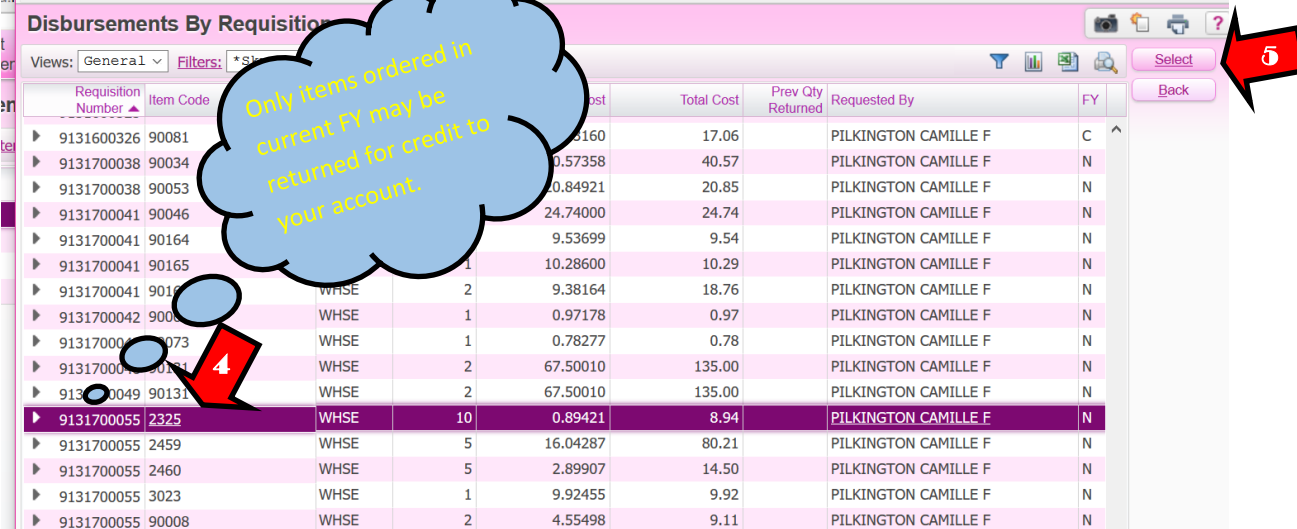 Disbursements By Requisition
Views: General Filters:
Select
Back
5
Requisition Number Item Code Total Cost Prev Qty Returned Requested By FY
Only items ordered in
current FY may be
returned for credit to
your account.
9131600326 90081 17.06 PILKINGTON CAMILLE F C
9131700038 90034 40.57 PILKINGTON CAMILLE F N
9131700038 90053 20.85 PILKINGTON CAMILLE F N
9131700041 90046 24.74000 24.74 PILKINGTON CAMILLE F N
9131700041 90164 9.53699 9.54 PILKINGTON CAMILLE F N
9131700041 90165 1 10.28600 10.29 PILKINGTON CAMILLE F N
9131700041 WHSE 2 9.38164 18.76 PILKINGTON CAMILLE F N
9131700042 WHSE 1 0.97178 0.97 PILKINGTON CAMILLE F N
WHSE 1 0.78277 0.78 PILKINGTON CAMILLE F N
4
WHSE 2 67.50010 135.00 PILKINGTON CAMILLE F N
90131 WHSE 2 67.50010 135.00 PILKINGTON CAMILLE F N
9131700055 2325 WHSE 10 0.89421 8.94 PILKINGTON CAMILLE F N
9131700055 2459 WHSE 5 16.04287 80.21 PILKINGTON CAMILLE F N
9131700055 2460 WHSE 5 2.89907 14.50 PILKINGTON CAMILLE F N
9131700055 3023 WHSE 1 9.92455 9.92 PILKINGTON CAMILLE F N
9131700055 90008 WHSE 2 4.55498 9.11 PILKINGTON CAMILLE F N